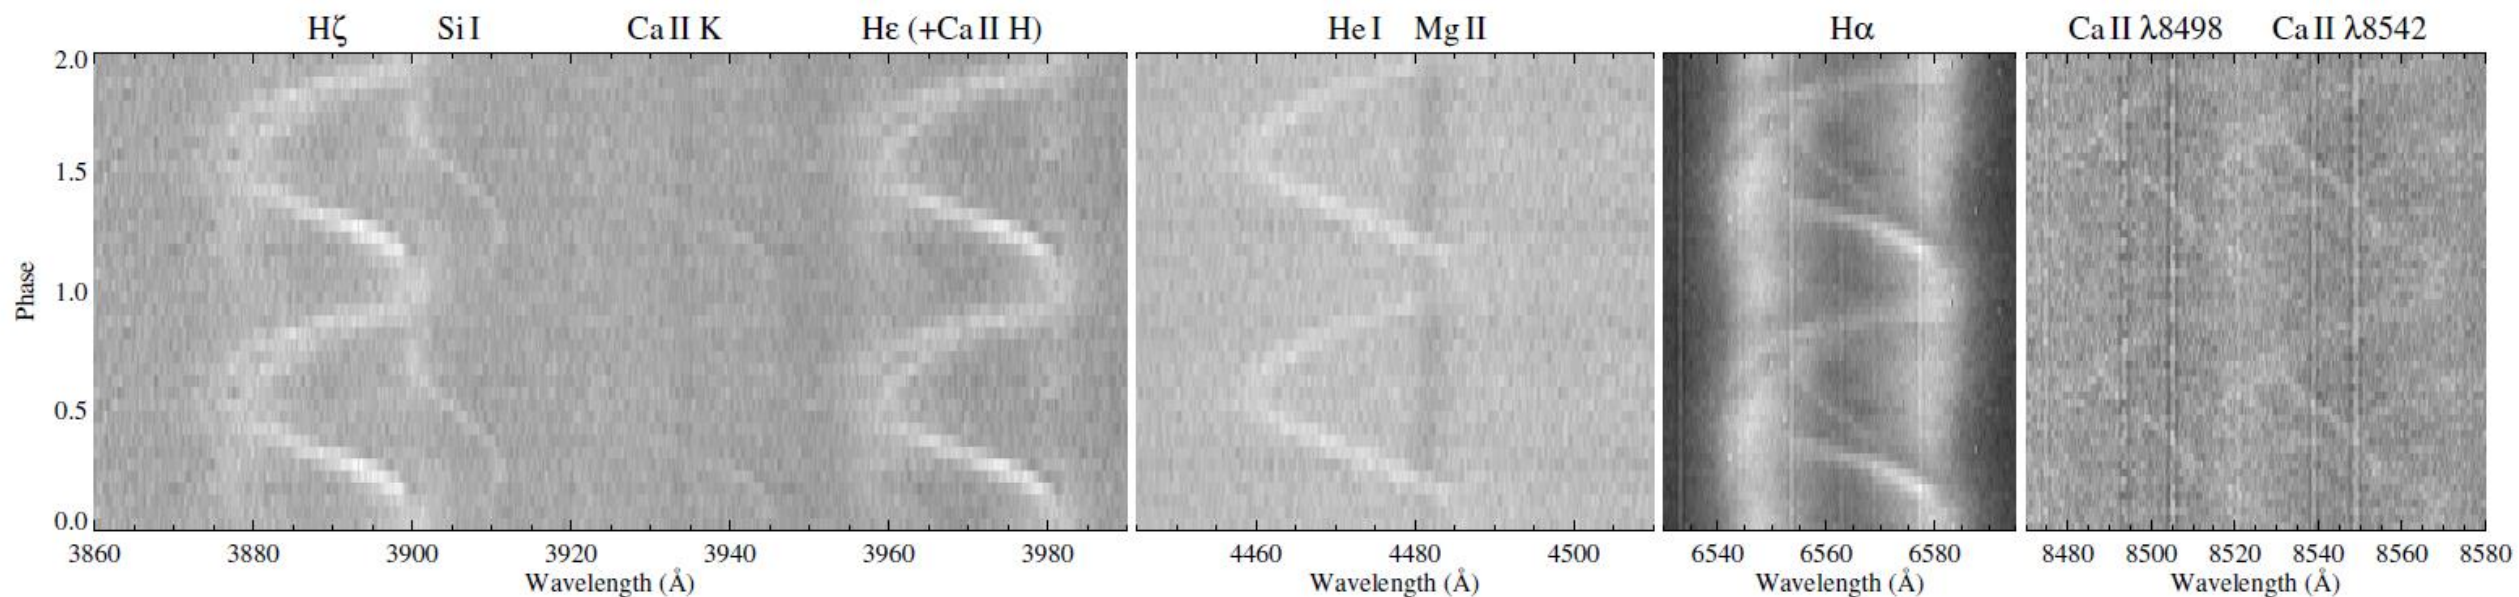 Hζ Si I Ca II K Hε (+Ca II H) He I Mg II Hα Ca II λ8498 Ca II λ8542
2.0
1.5
1.0
0.5
0.0
Phase
3860 3880 3900 3920 3940 3960 3980 4460 4480 4500 6540 6560 6580 8480 8500 8520 8540 8560 8580
Wavelength (Å) Wavelength (Å) Wavelength (Å) Wavelength (Å)